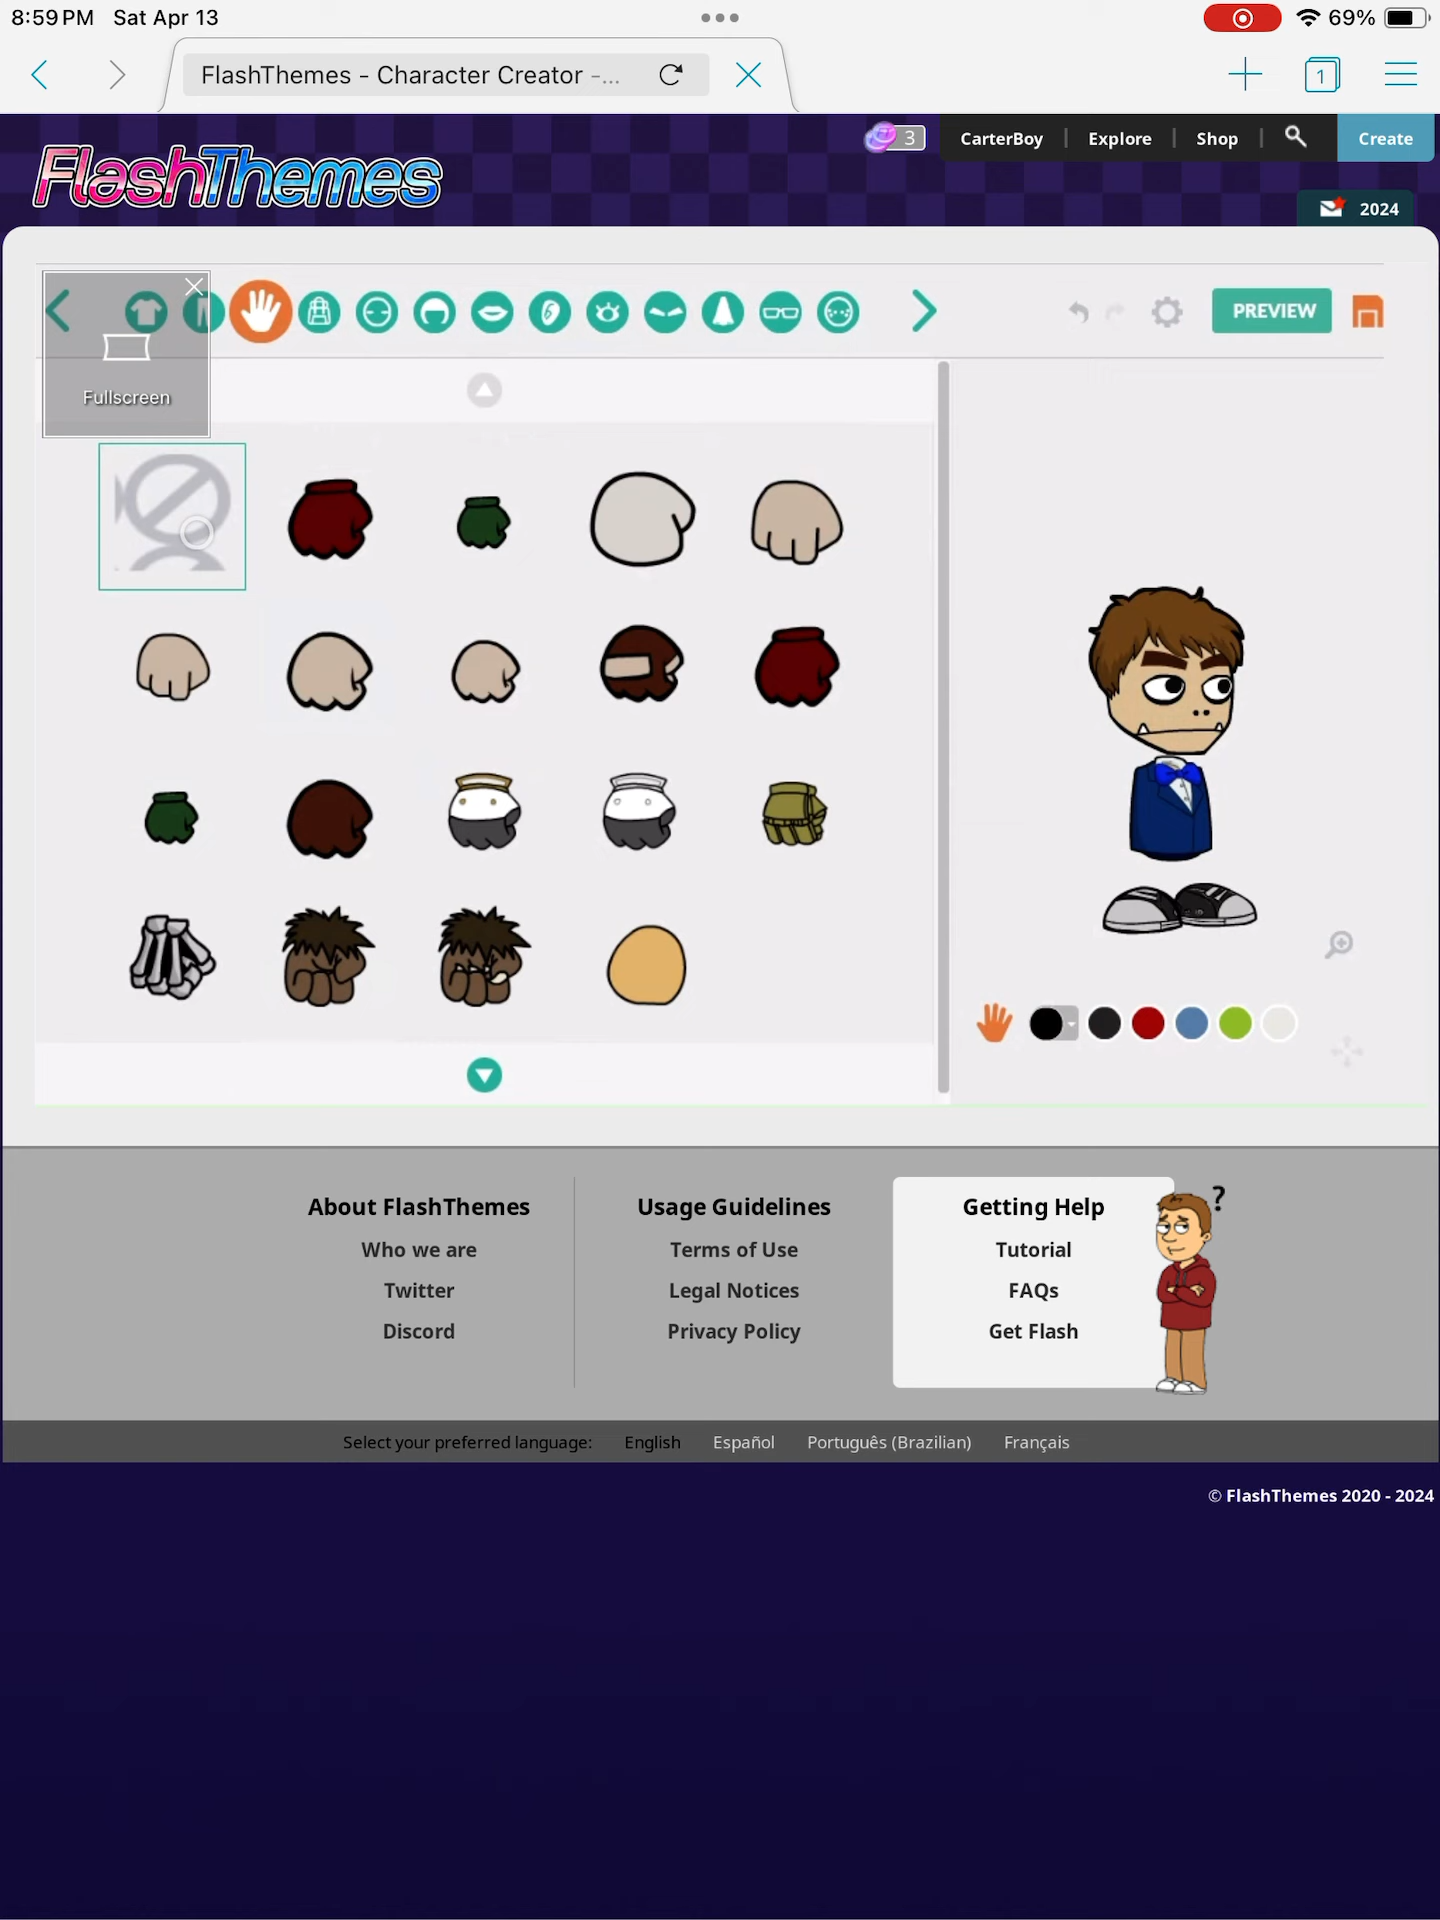 8:59 PM Sat Apr 13
69%
FlashThemes - Character Creator -...
1
FlashThemes
3
CarterBoy
Explore
Shop
Create
2024
PREVIEW
Fullscreen
About FlashThemes
Who we are
Twitter
Discord
Usage Guidelines
Terms of Use
Legal Notices
Privacy Policy
Getting Help
Tutorial
FAQs
Get Flash
?
Select your preferred language: English Español Português (Brazilian) Français
© FlashThemes 2020 - 2024